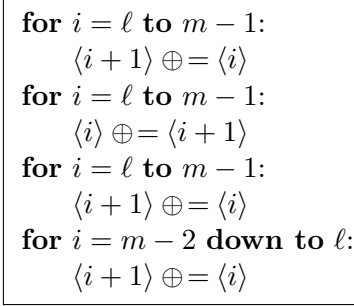 for i = ℓ to m − 1:
⟨i + 1⟩ ⊕= ⟨i⟩
for i = ℓ to m − 1:
⟨i⟩ ⊕= ⟨i + 1⟩
for i = ℓ to m − 1:
⟨i + 1⟩ ⊕= ⟨i⟩
for i = m − 2 down to ℓ:
⟨i + 1⟩ ⊕= ⟨i⟩